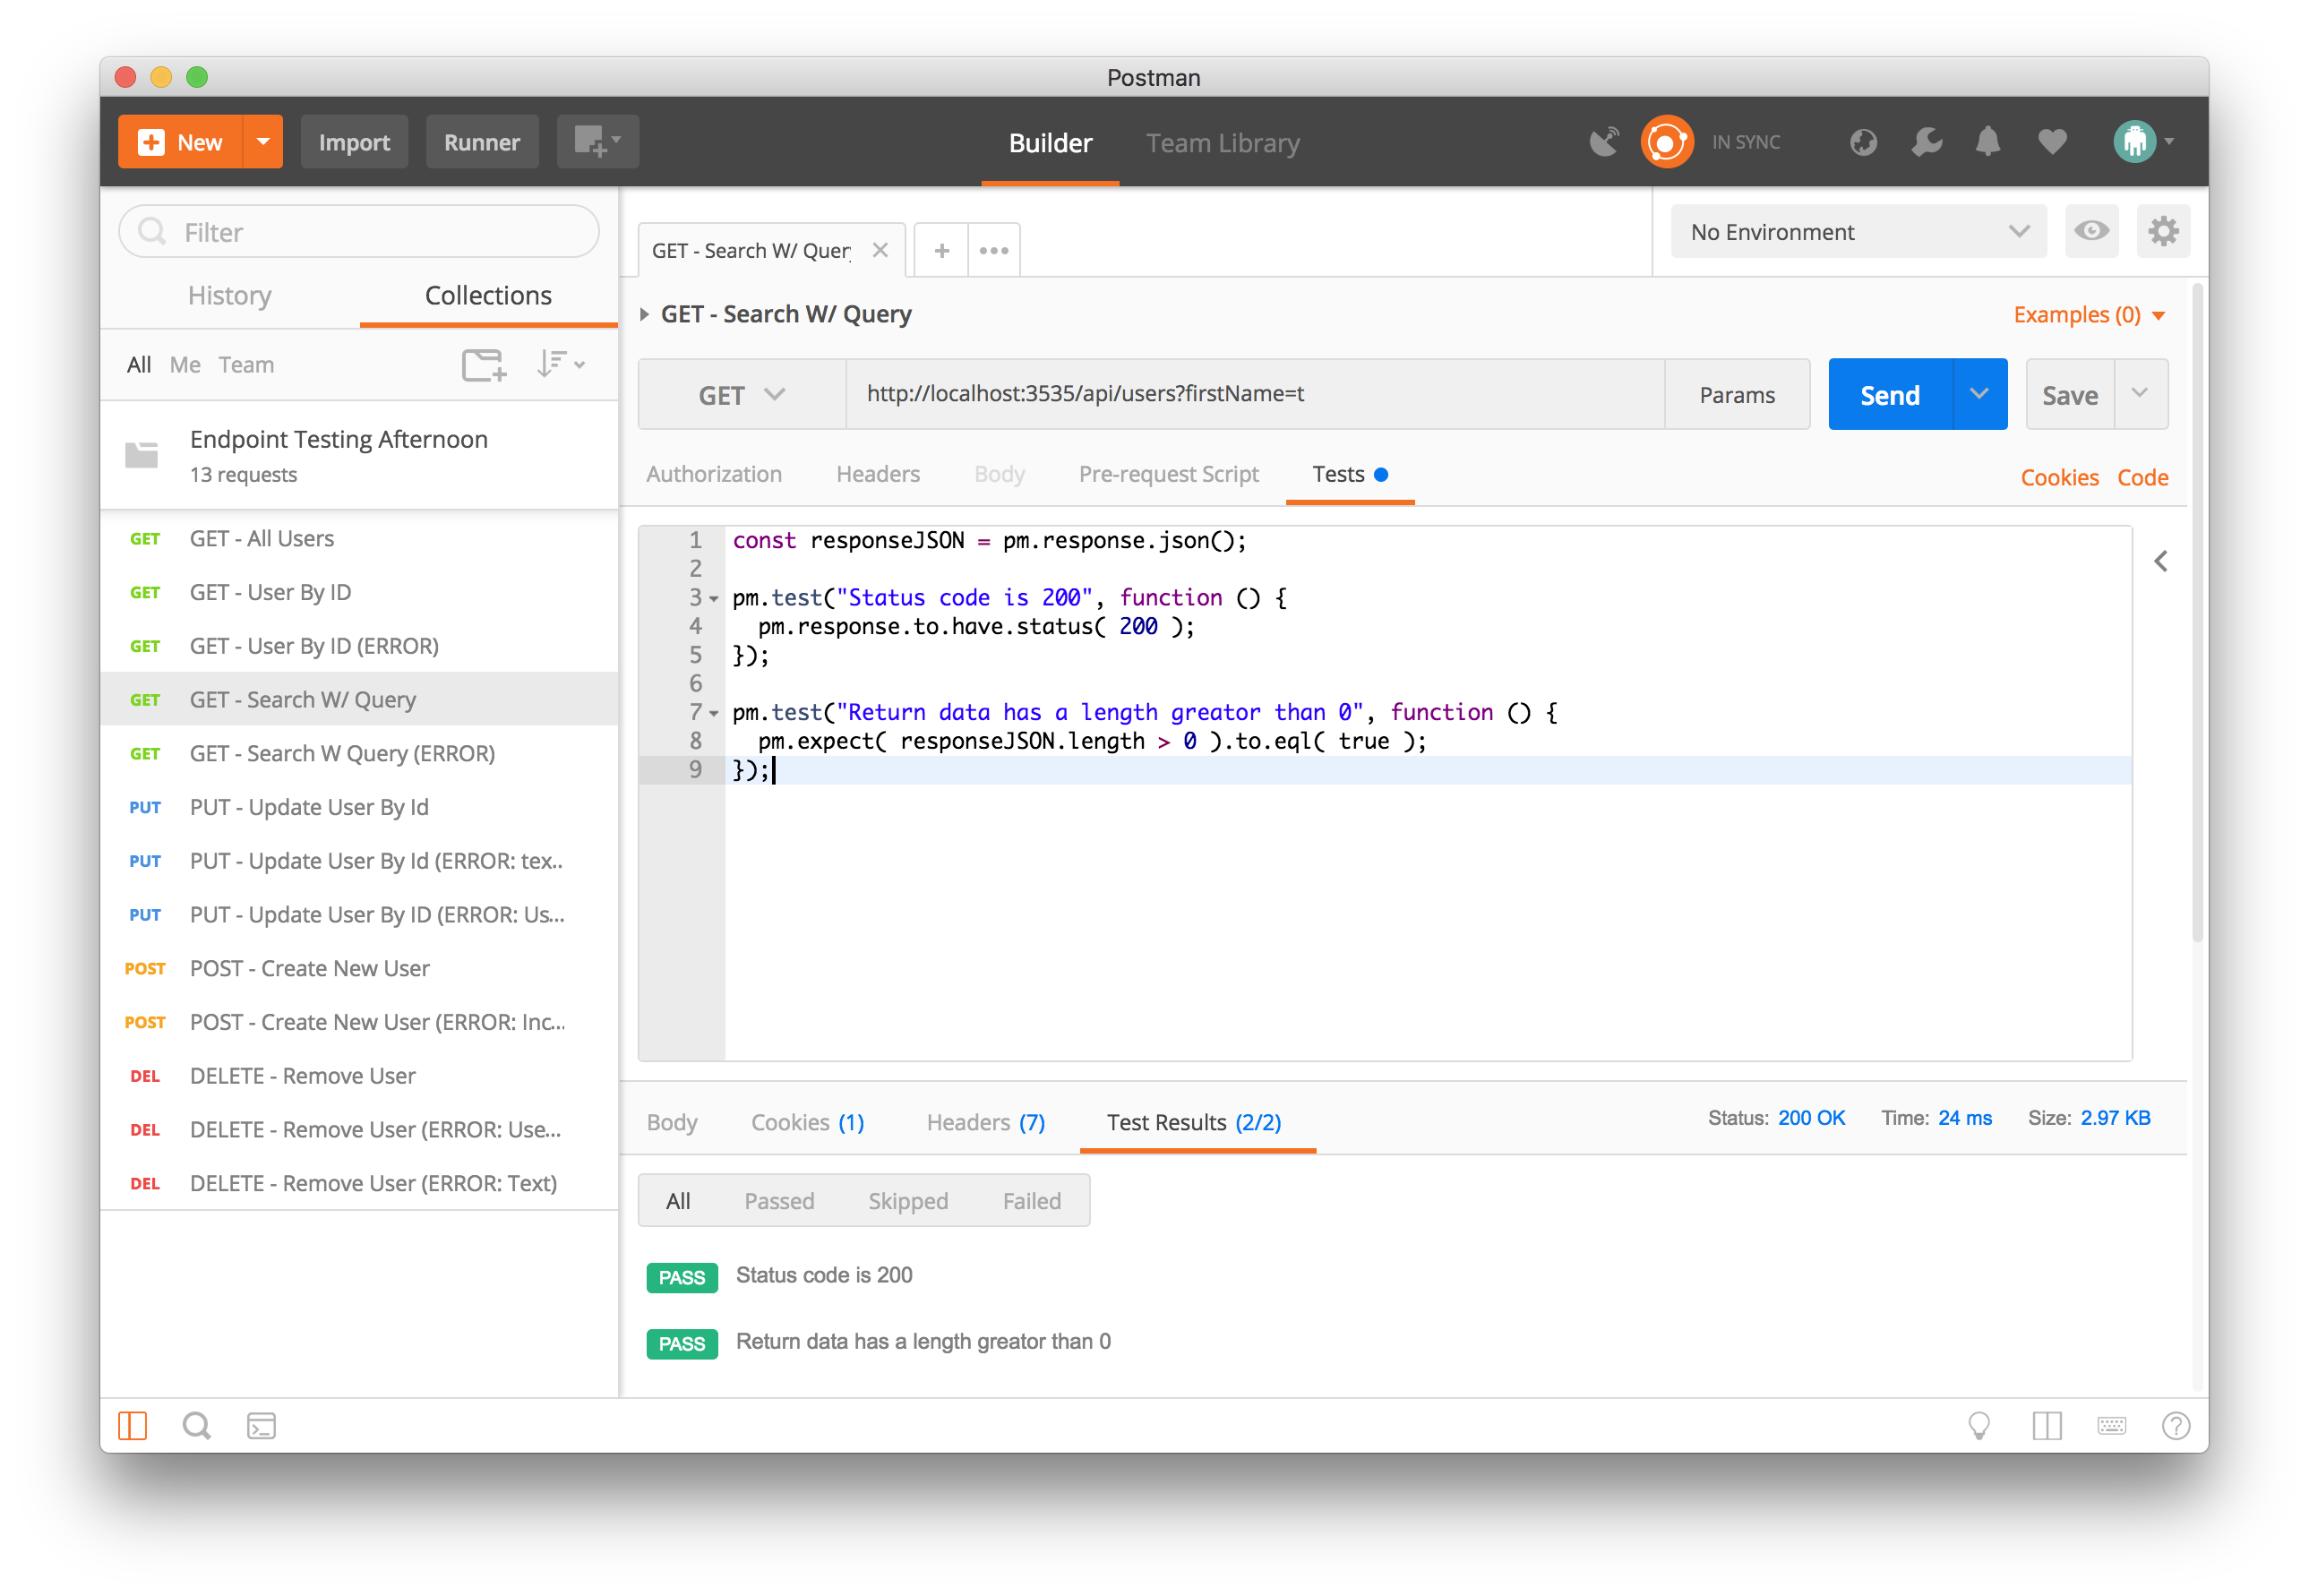 Postman
New
Import
Runner
Builder
Team Library
IN SYNC
Filter
History
Collections
All Me Team
Endpoint Testing Afternoon
13 requests
GET GET - All Users
GET GET - User By ID
GET GET - User By ID (ERROR)
GET GET - Search W/ Query
GET GET - Search W Query (ERROR)
PUT PUT - Update User By Id
PUT PUT - Update User By Id (ERROR: tex..
PUT PUT - Update User By ID (ERROR: Us...
POST POST - Create New User
POST POST - Create New User (ERROR: Inc...
DEL DELETE - Remove User
DEL DELETE - Remove User (ERROR: Use...
DEL DELETE - Remove User (ERROR: Text)
GET - Search W/ Quer
No Environment
GET - Search W/ Query
Examples (0)
GET
http://localhost:3535/api/users?firstName=t
Params
Send
Save
Authorization
Headers
Body
Pre-request Script
Tests
Cookies
Code
1 const responseJSON = pm.response.json();
2
3 pm.test("Status code is 200", function () {
4 pm.response.to.have.status( 200 );
5 });
6
7 pm.test("Return data has a length greator than 0", function () {
8 pm.expect( responseJSON.length > 0 ).to.eql( true );
9 });
Body
Cookies (1)
Headers (7)
Test Results (2/2)
Status: 200 OK
Time: 24 ms
Size: 2.97 KB
All
Passed
Skipped
Failed
PASS Status code is 200
PASS Return data has a length greator than 0